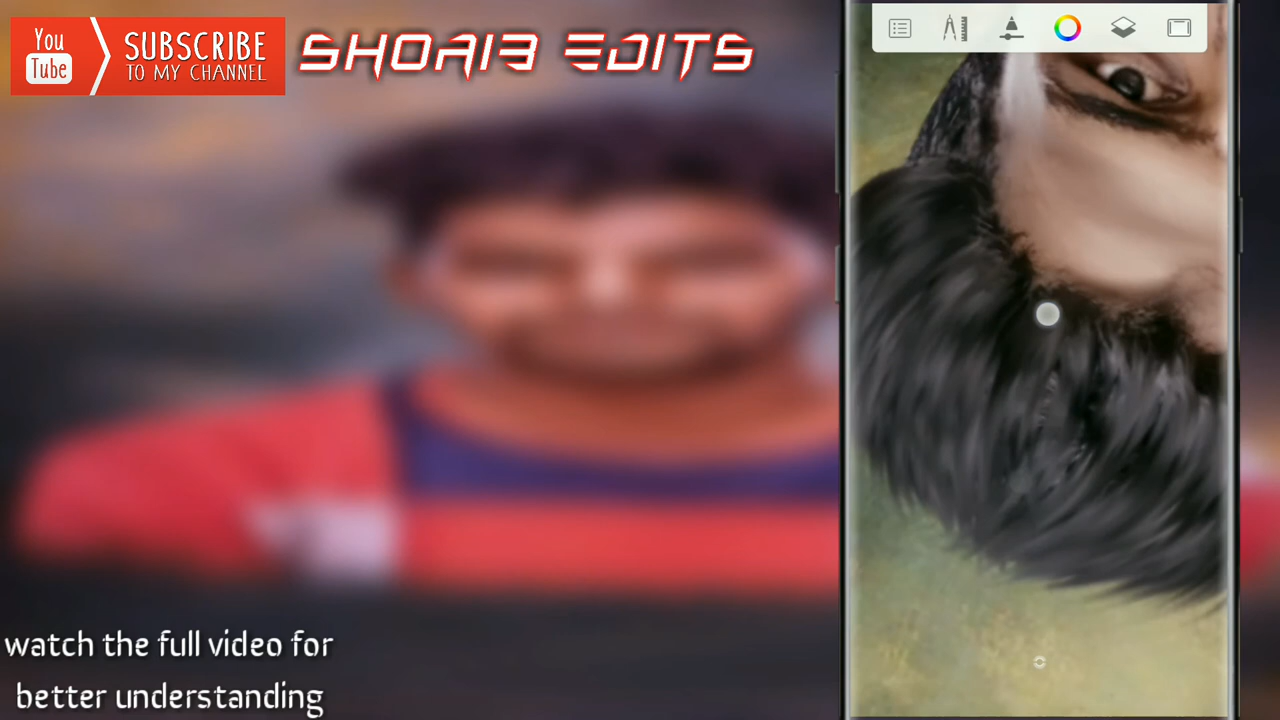 You
Tube
SUBSCRIBE
TO MY CHANNEL
SHOAIB EDITS
watch the full video for
better understanding